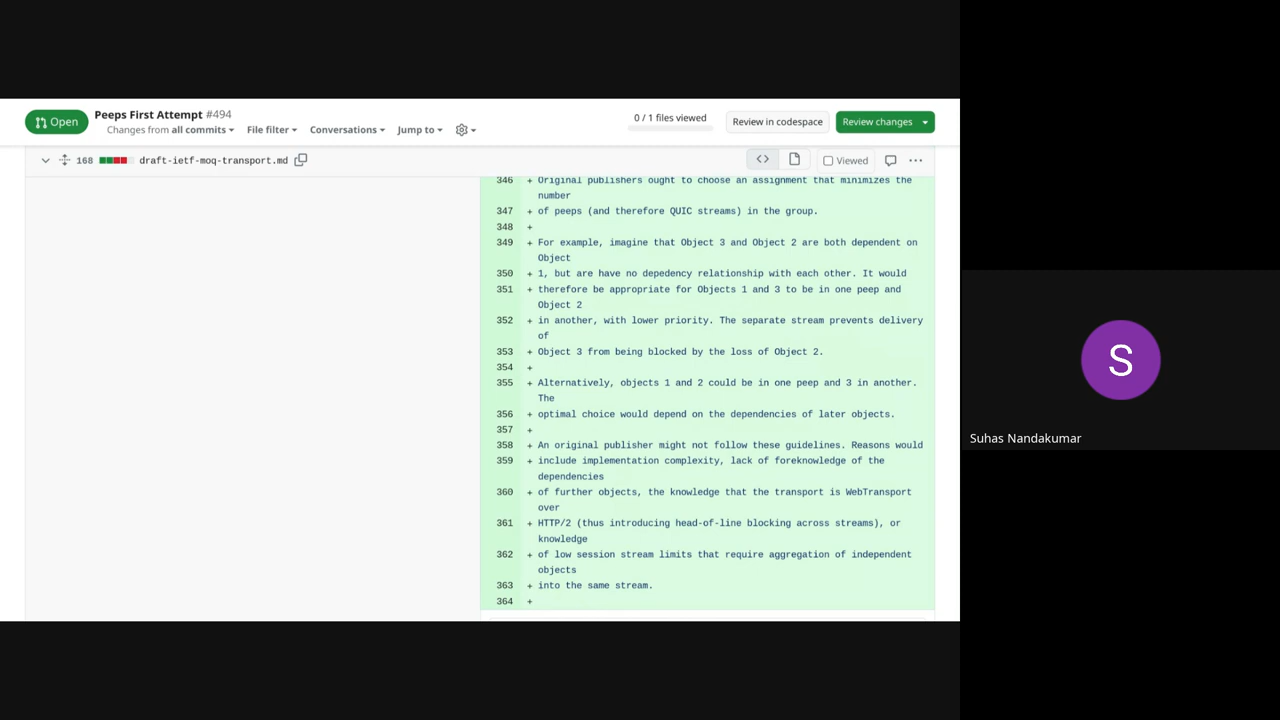 Open
Peeps First Attempt #494
Changes from all commits
File filter
Conversations
Jump to
0 / 1 files viewed
Review in codespace
Review changes
168
draft-ietf-moq-transport.md
Viewed
346 + Original publishers ought to choose an assignment that minimizes the
number
347 + of peeps (and therefore QUIC streams) in the group.
348 +
349 + For example, imagine that Object 3 and Object 2 are both dependent on
Object
350 + 1, but are have no depedency relationship with each other. It would
351 + therefore be appropriate for Objects 1 and 3 to be in one peep and
Object 2
352 + in another, with lower priority. The separate stream prevents delivery
of
353 + Object 3 from being blocked by the loss of Object 2.
354 +
355 + Alternatively, objects 1 and 2 could be in one peep and 3 in another.
The
356 + optimal choice would depend on the dependencies of later objects.
357 +
358 + An original publisher might not follow these guidelines. Reasons would
359 + include implementation complexity, lack of foreknowledge of the
dependencies
360 + of further objects, the knowledge that the transport is WebTransport
over
361 + HTTP/2 (thus introducing head-of-line blocking across streams), or
knowledge
362 + of low session stream limits that require aggregation of independent
objects
363 + into the same stream.
364 +
S
Suhas Nandakumar